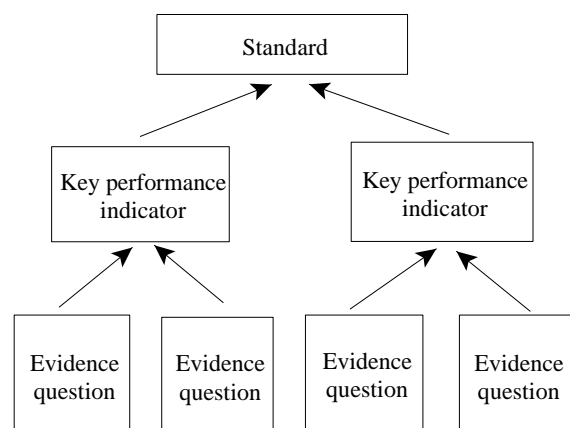 Standard
Key performance
indicator
Key performance
indicator
Evidence
question
Evidence
question
Evidence
question
Evidence
question